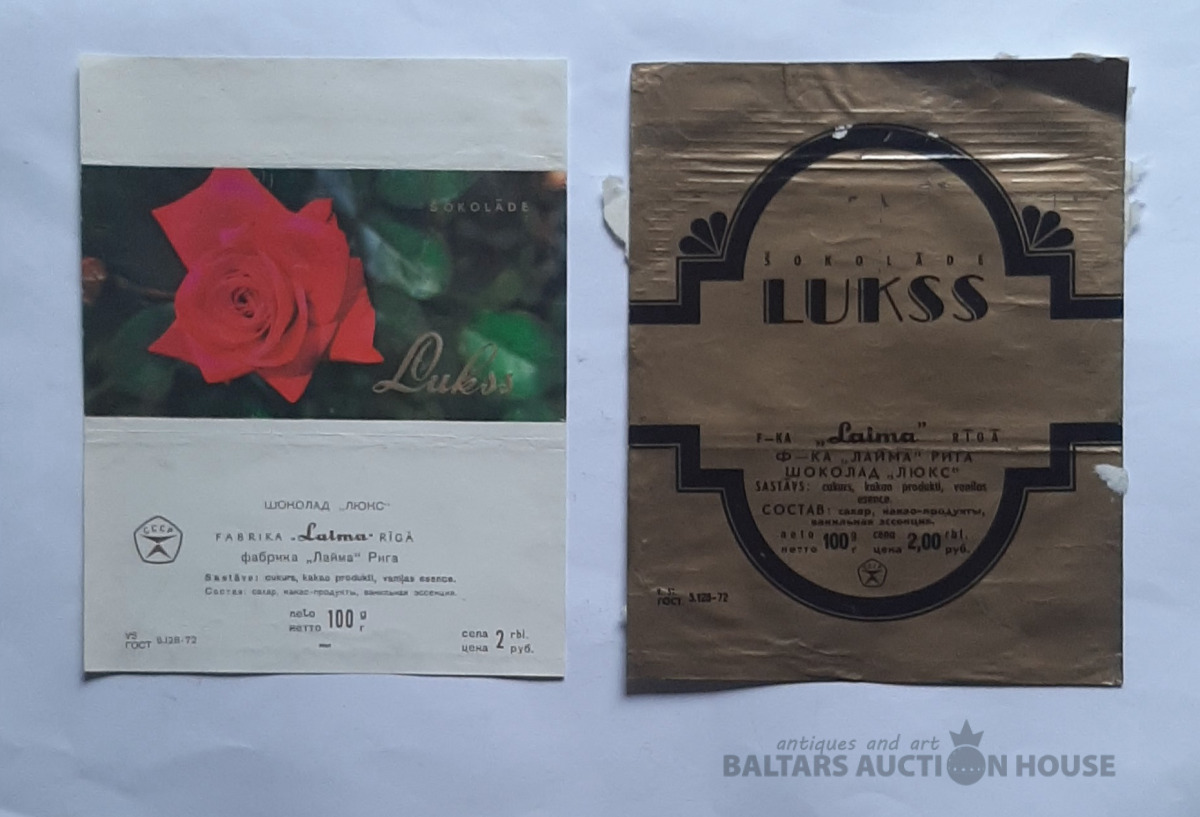 ŠOKOLĀDE
Lukss
ШОКОЛАД „ЛЮКС"
СССР
FABRIKA „Laima" RĪGĀ
фабрика „Лайма" Рига
Sastāvs: cukurs, kakao produkti, vaniļas esence.
Состав: сахар, какао-продукты, ванильная эссенция.
neto 100 g
нетто г
VS
ГОСТ 5.128-72
cena 2 rbl.
цена руб.
ŠOKOLĀDE
LUKSS
F—KA „Laima" RĪGĀ
Ф—КА „ЛАЙМА" РИГА
ШОКОЛАД „ЛЮКС"
SASTĀVS: cukurs, kakao produkti, vaniļas
esence.
СОСТАВ: сахар, какао-продукты,
ванильная эссенция.
neto 100 g cena 2,00 rbl.
нетто г цена руб.
ГОСТ 5.128-72
antiques and art
BALTARS AUCTION HOUSE